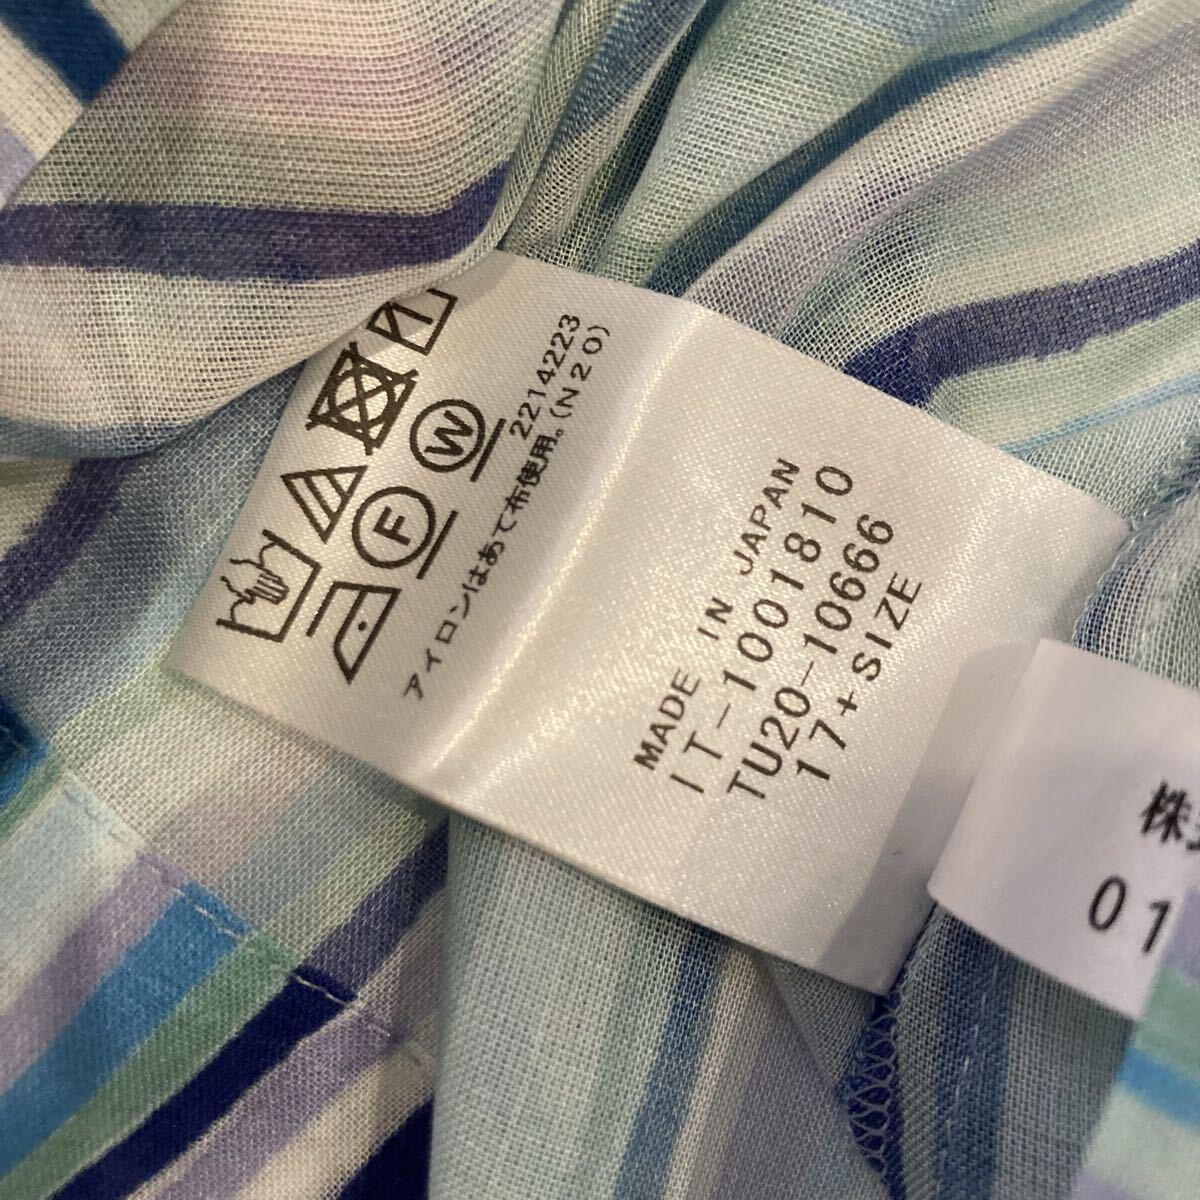 F
W
2214223
アイロンはあて布使用。(N20)
MADE IN JAPAN
IT-1001810
TU20-10666
17+SIZE
株式
01